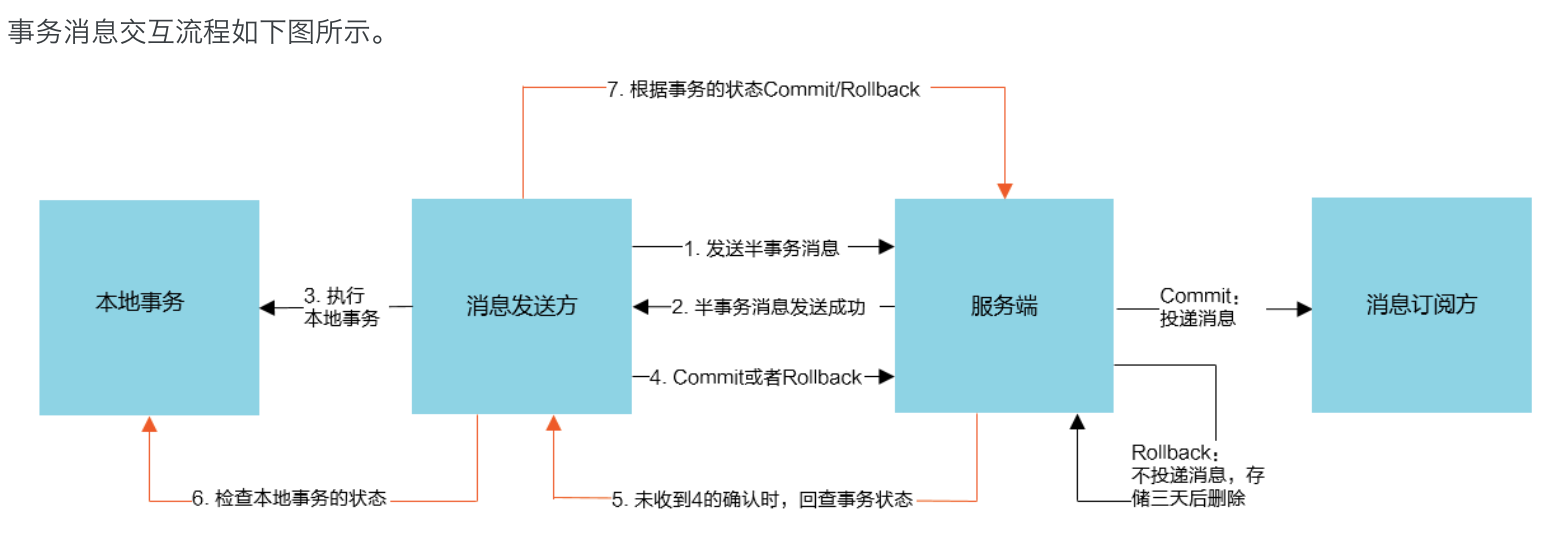 事务消息交互流程如下图所示。
7. 根据事务的状态Commit/Rollback
本地事务
3. 执行
本地事务
消息发送方
1. 发送半事务消息
2. 半事务消息发送成功
4. Commit或者Rollback
服务端
Commit：
投递消息
消息订阅方
Rollback：
不投递消息，存
储三天后删除
6. 检查本地事务的状态
5. 未收到4的确认时，回查事务状态